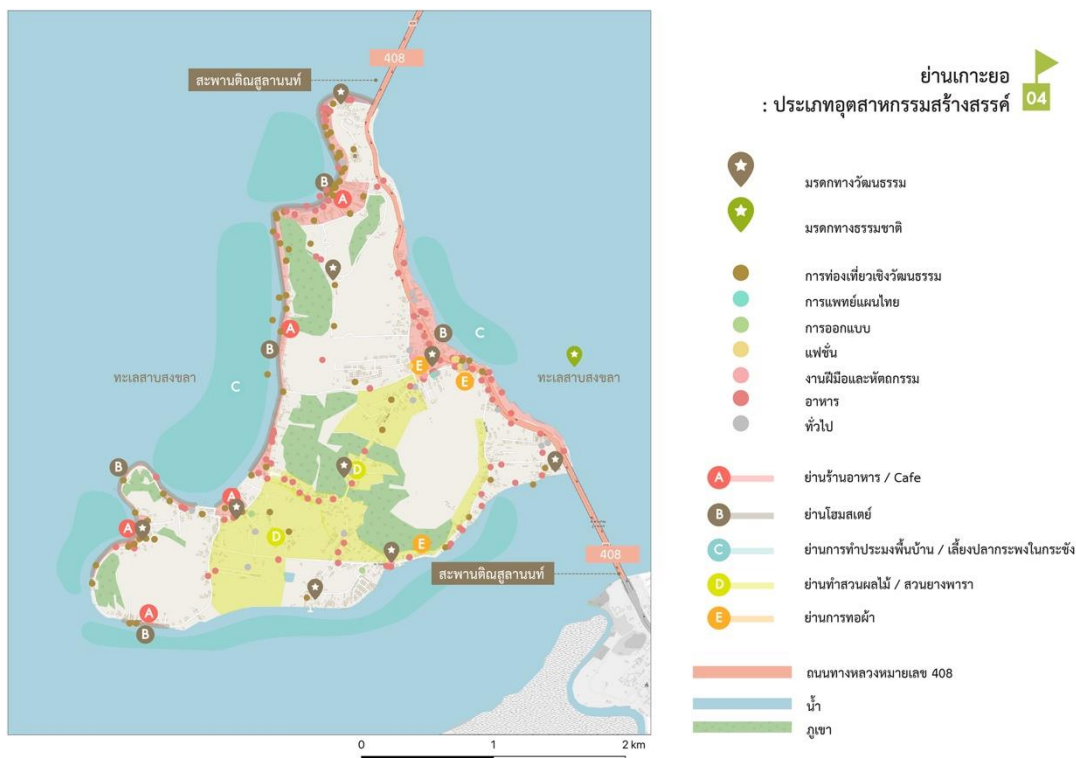 408
สะพานติณสูลานนท์
B
A
A
B
B
C
E
E
C
ทะเลสาบสงขลา
ทะเลสาบสงขลา
B
D
A
A
D
E
A
B
408
สะพานติณสูลานนท์
0 1 2 km
ย่านเกาะยอ
: ประเภทอุตสาหกรรมสร้างสรรค์
04
มรดกทางวัฒนธรรม
มรดกทางธรรมชาติ
การท่องเที่ยวเชิงวัฒนธรรม
การแพทย์แผนไทย
การออกแบบ
แฟชั่น
งานฝีมือและหัตถกรรม
อาหาร
ทั่วไป
A ย่านร้านอาหาร / Cafe
B ย่านโฮมสเตย์
C ย่านการทำประมงพื้นบ้าน / เลี้ยงปลากระพงในกระชัง
D ย่านทำสวนผลไม้ / สวนยางพารา
E ย่านการทอผ้า
ถนนทางหลวงหมายเลข 408
น้ำ
ภูเขา